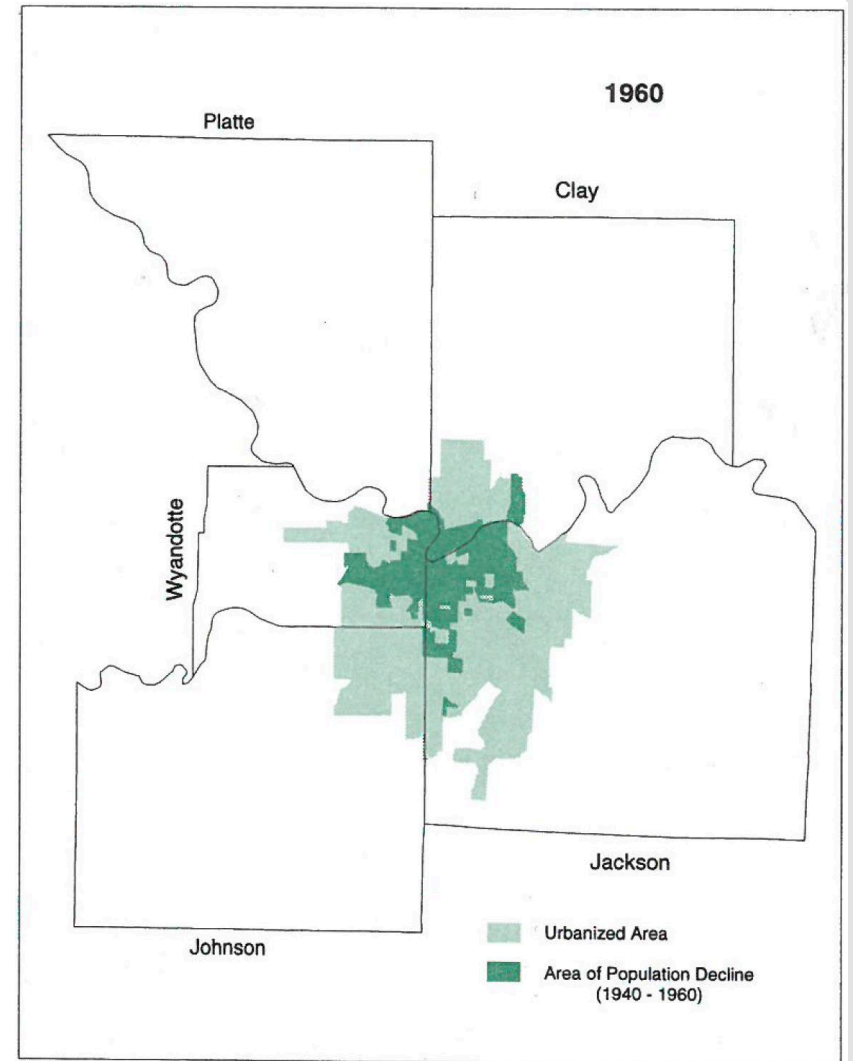 1960
Platte
Clay
Wyandotte
Jackson
Johnson
Urbanized Area
Area of Population Decline
(1940 - 1960)